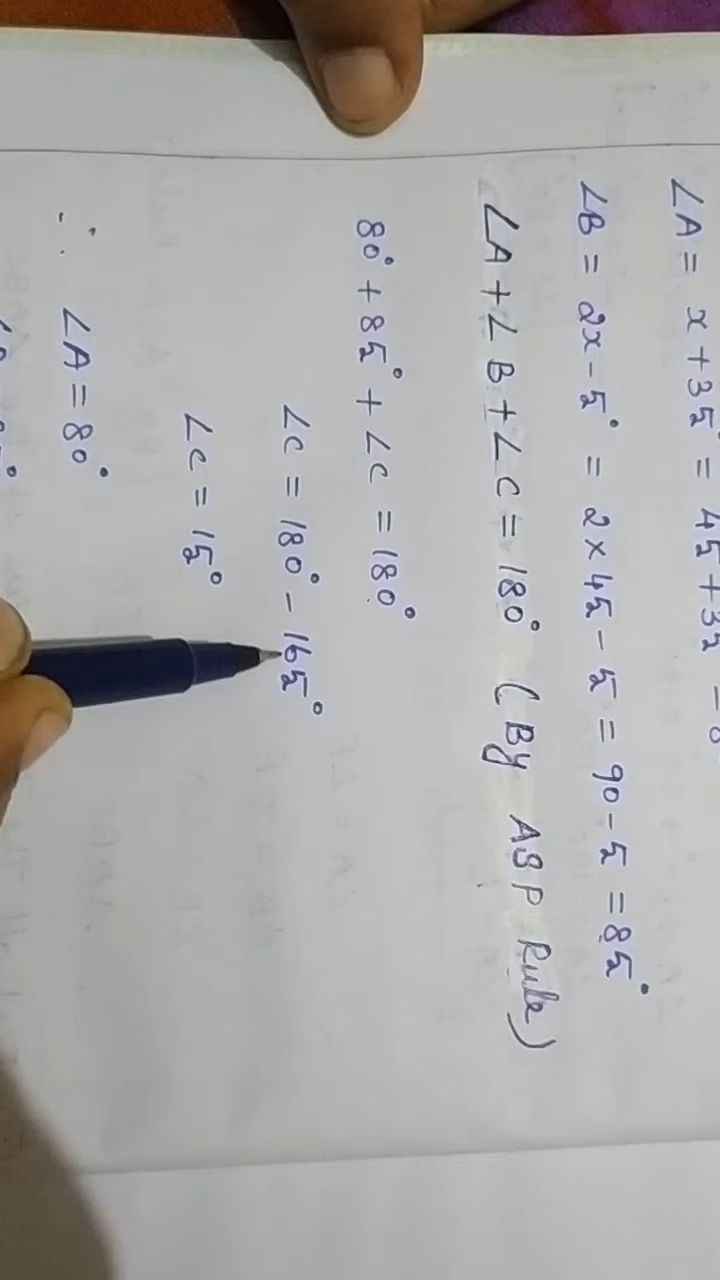 ∠A = x + 35° = 45 + 35 =
∠B = 2x - 5° = 2 × 45 - 5 = 90 - 5 = 85°
∠A + ∠B + ∠C = 180° (By ASP Rule)
80° + 85° + ∠C = 180°
∠C = 180° - 165°
∠C = 15°
∴ ∠A = 80°